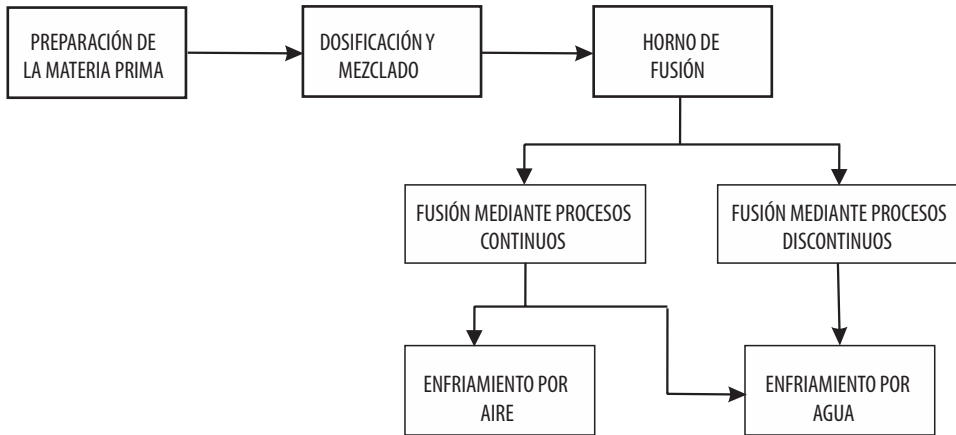 PREPARACIÓN DE
LA MATERIA PRIMA
DOSIFICACIÓN Y
MEZCLADO
HORNO DE
FUSIÓN
FUSIÓN MEDIANTE PROCESOS
CONTINUOS
FUSIÓN MEDIANTE PROCESOS
DISCONTINUOS
ENFRIAMIENTO POR
AIRE
ENFRIAMIENTO POR
AGUA